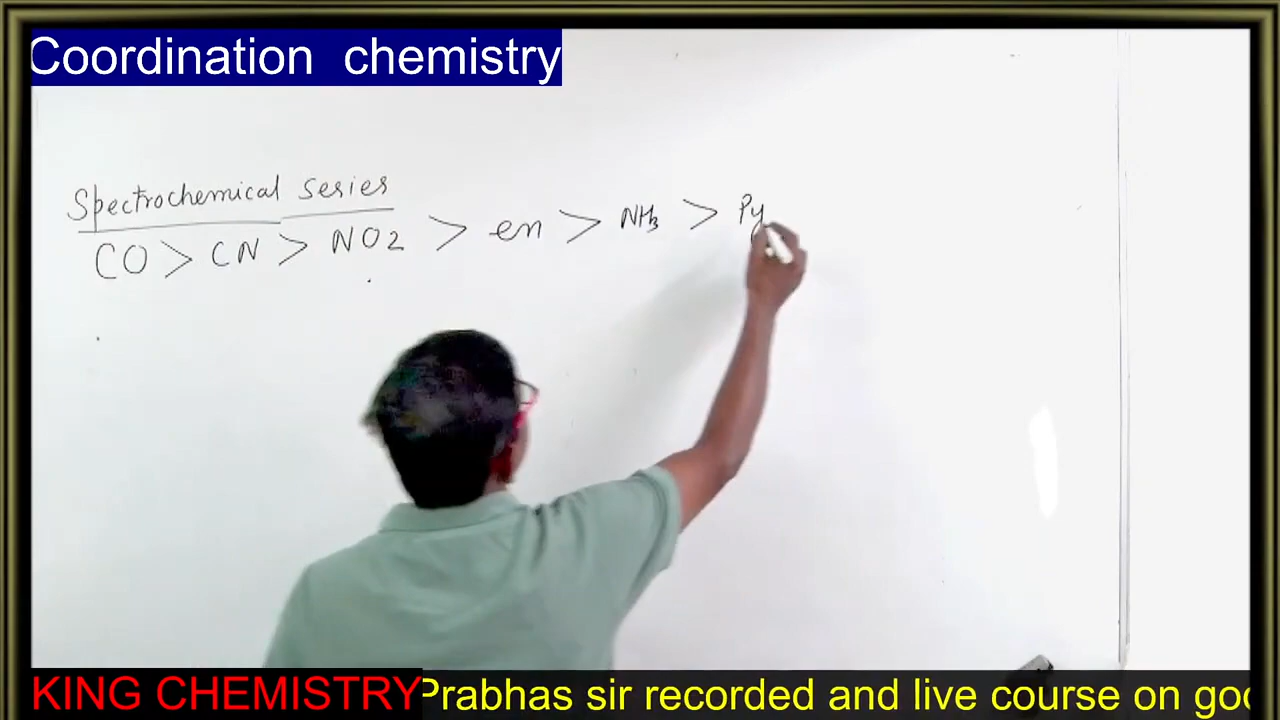 Coordination chemistry
Spectrochemical series
CO > CN > NO2 > en > NH3 > Py
KING CHEMISTRY Prabhas sir recorded and live course on goo